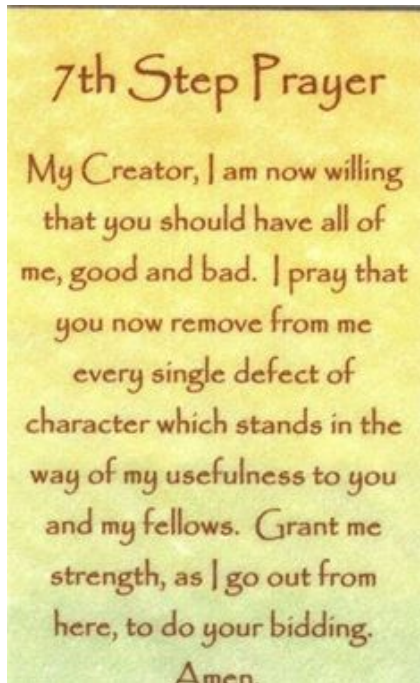 7th Step Prayer
My Creator, I am now willing
that you should have all of
me, good and bad.  I pray that
you now remove from me
every single defect of
character which stands in the
way of my usefulness to you
and my fellows.  Grant me
strength, as I go out from
here, to do your bidding.
Amen